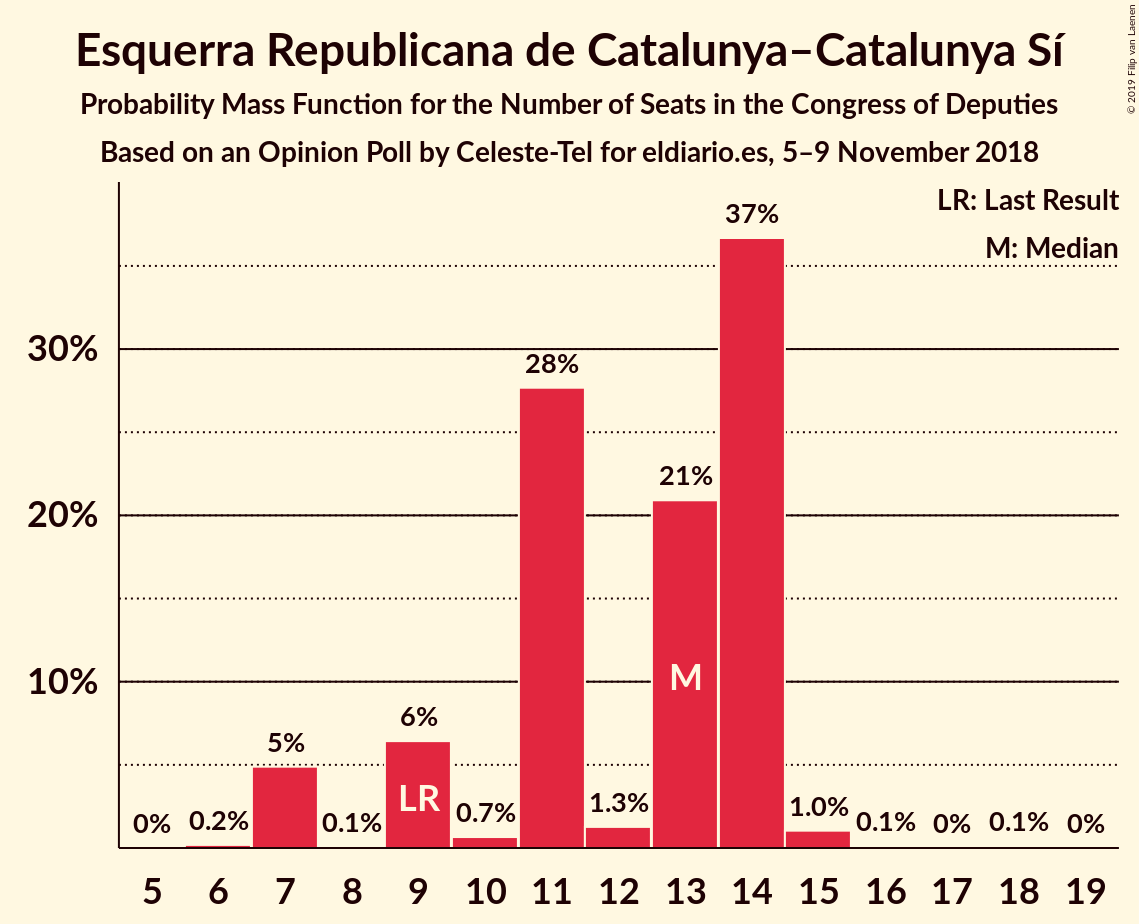 Esquerra Republicana de Catalunya–Catalunya Sí
Probability Mass Function for the Number of Seats in the Congress of Deputies
Based on an Opinion Poll by Celeste-Tel for eldiario.es, 5–9 November 2018
© 2019 Filip van Laenen
LR: Last Result
M: Median
30%
20%
10%
0%
0.2%
5%
0.1%
6%
0.7%
28%
1.3%
21%
37%
1.0%
0.1%
0%
0.1%
0%
LR
M
5 6 7 8 9 10 11 12 13 14 15 16 17 18 19